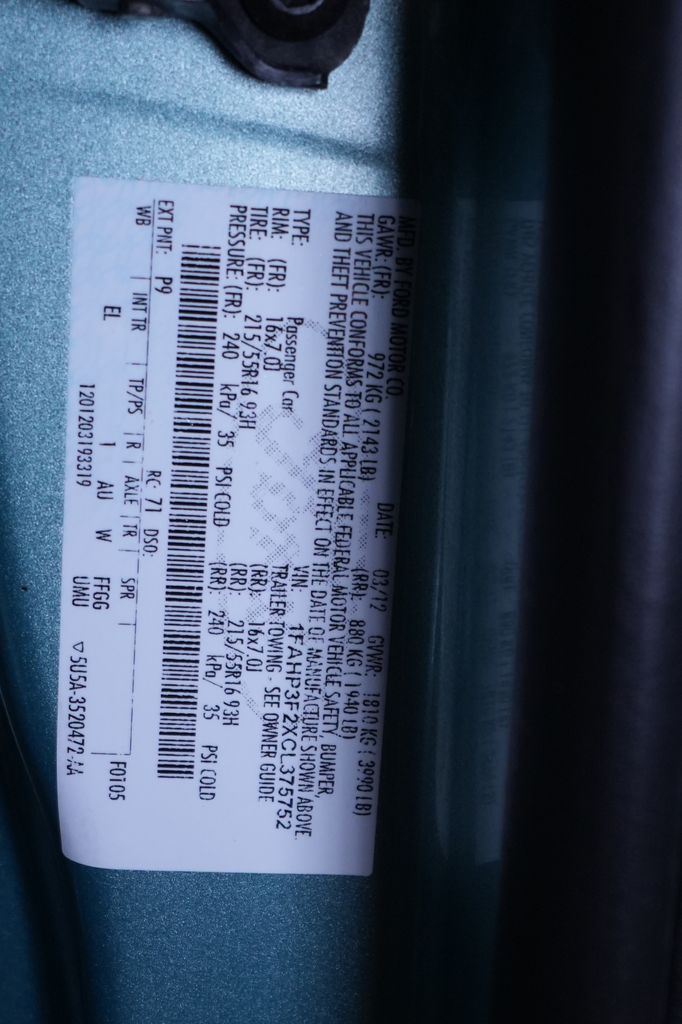 MFD. BY FORD MOTOR CO.
DATE: 03/12 GVWR: 1810 KG ( 3990 LB)
GAWR: (FR): 972 KG ( 2143 LB) (RR): 880 KG ( 1940 LB)
THIS VEHICLE CONFORMS TO ALL APPLICABLE FEDERAL MOTOR VEHICLE SAFETY, BUMPER,
AND THEFT PREVENTION STANDARDS IN EFFECT ON THE DATE OF MANUFACTURE SHOWN ABOVE.
VIN: 1FAHP3F2XCL375752
TYPE: Passenger Car TRAILER TOWING - SEE OWNER GUIDE
RIM: (FR): 16x7.0J (RR): 16x7.0J
TIRE: (FR): 215/55R16 93H (RR): 215/55R16 93H
PRESSURE: (FR): 240 kPa/ 35 PSI COLD (RR): 240 kPa/ 35 PSI COLD
EXT PNT: P9 RC: 71 DSO: F0105
WB INT TR TP/PS R AXLE TR SPR
EL 1 AU W FFGG
1201203193319 UMU ▽5U5A-3520472-AA